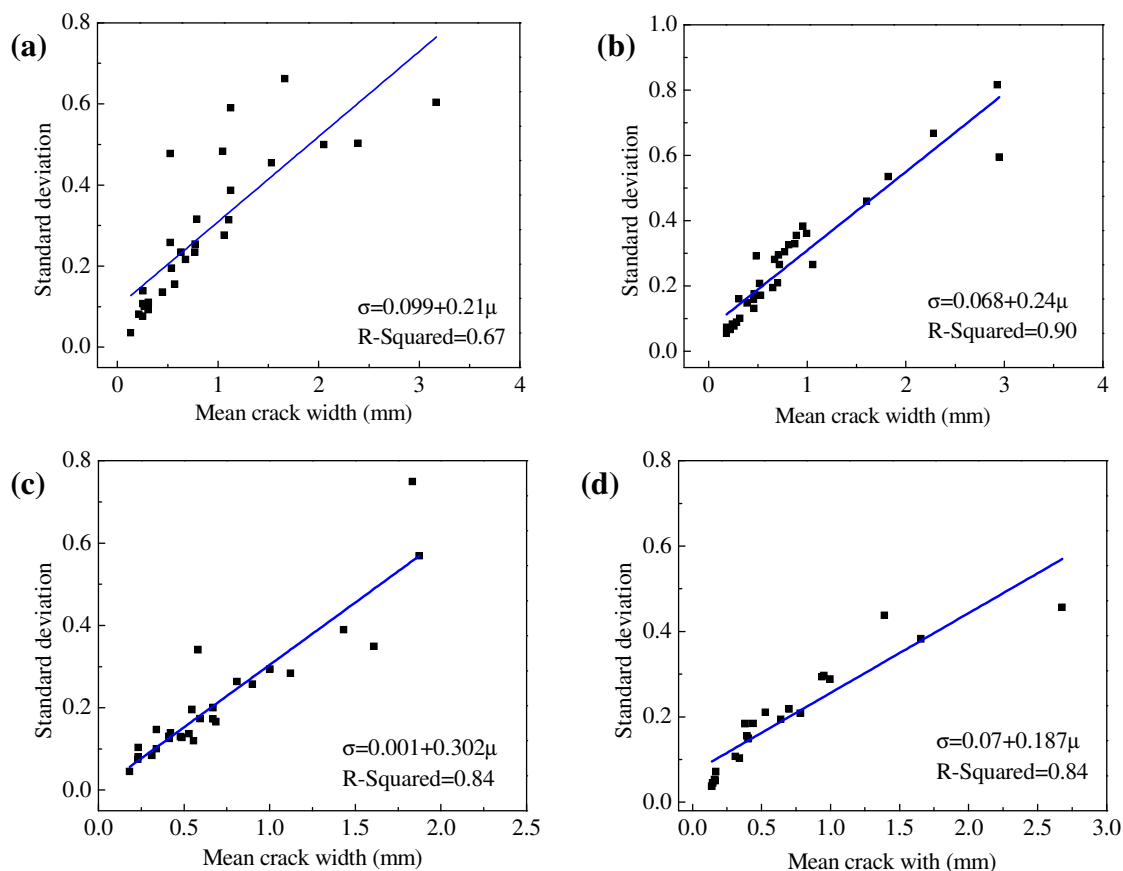 (a)
0.8
0.6
0.4
0.2
0.0
Standard deviation
σ=0.099+0.21μ
R-Squared=0.67
0 1 2 3 4
Mean crack width (mm)
(b)
1.0
0.8
0.6
0.4
0.2
0.0
Standard deviation
σ=0.068+0.24μ
R-Squared=0.90
0 1 2 3 4
Mean crack width (mm)
(c)
0.8
0.6
0.4
0.2
0.0
Standard deviation
σ=0.001+0.302μ
R-Squared=0.84
0.0 0.5 1.0 1.5 2.0 2.5
Mean crack width (mm)
(d)
0.8
0.6
0.4
0.2
0.0
Standard deviation
σ=0.07+0.187μ
R-Squared=0.84
0.0 0.5 1.0 1.5 2.0 2.5 3.0
Mean crack with (mm)